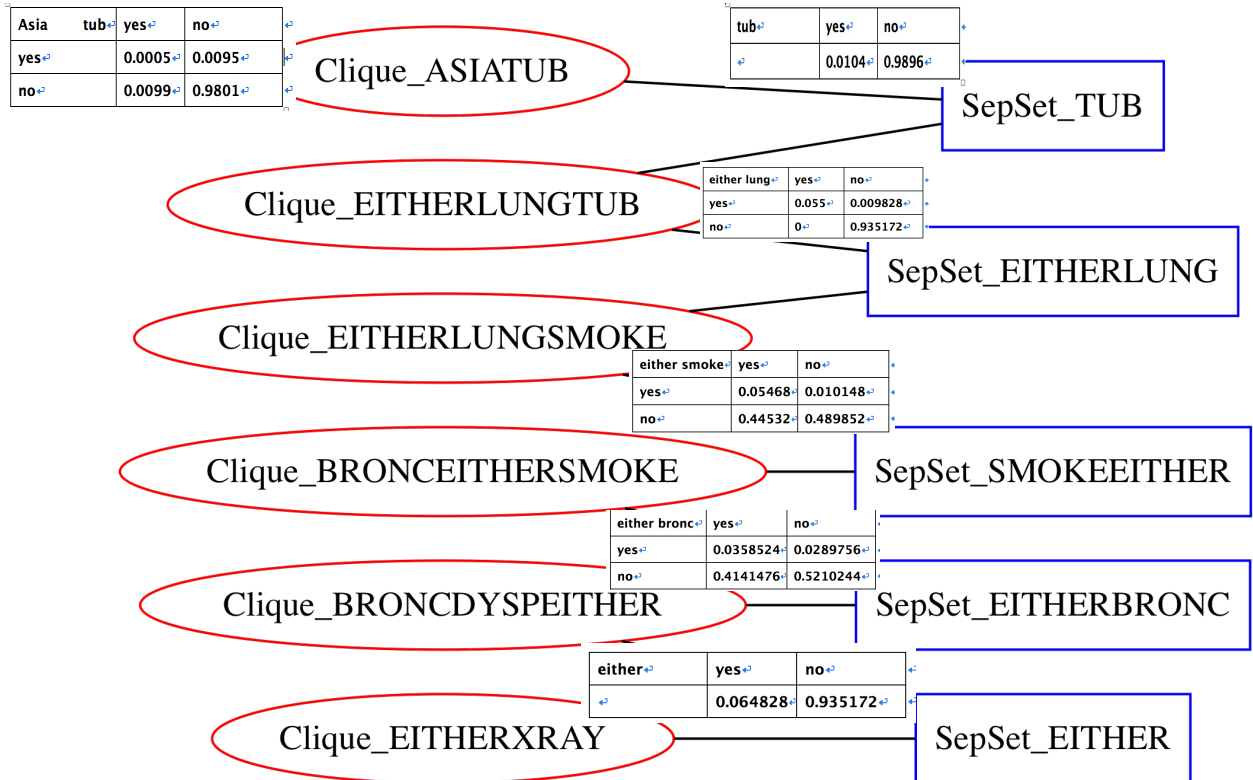 Asia tub yes no
yes 0.0005 0.0095
no 0.0099 0.9801
Clique_ASIATUB
tub yes no
0.0104 0.9896
SepSet_TUB
Clique_EITHERLUNGTUB
either lung yes no
yes 0.055 0.009828
no 0 0.935172
SepSet_EITHERLUNG
Clique_EITHERLUNGSMOKE
either smoke yes no
yes 0.05468 0.010148
no 0.44532 0.489852
Clique_BRONCEITHERSMOKE
SepSet_SMOKEEITHER
either bronc yes no
yes 0.0358524 0.0289756
no 0.4141476 0.5210244
Clique_BRONCDYSPEITHER
SepSet_EITHERBRONC
either yes no
0.064828 0.935172
Clique_EITHERXRAY
SepSet_EITHER